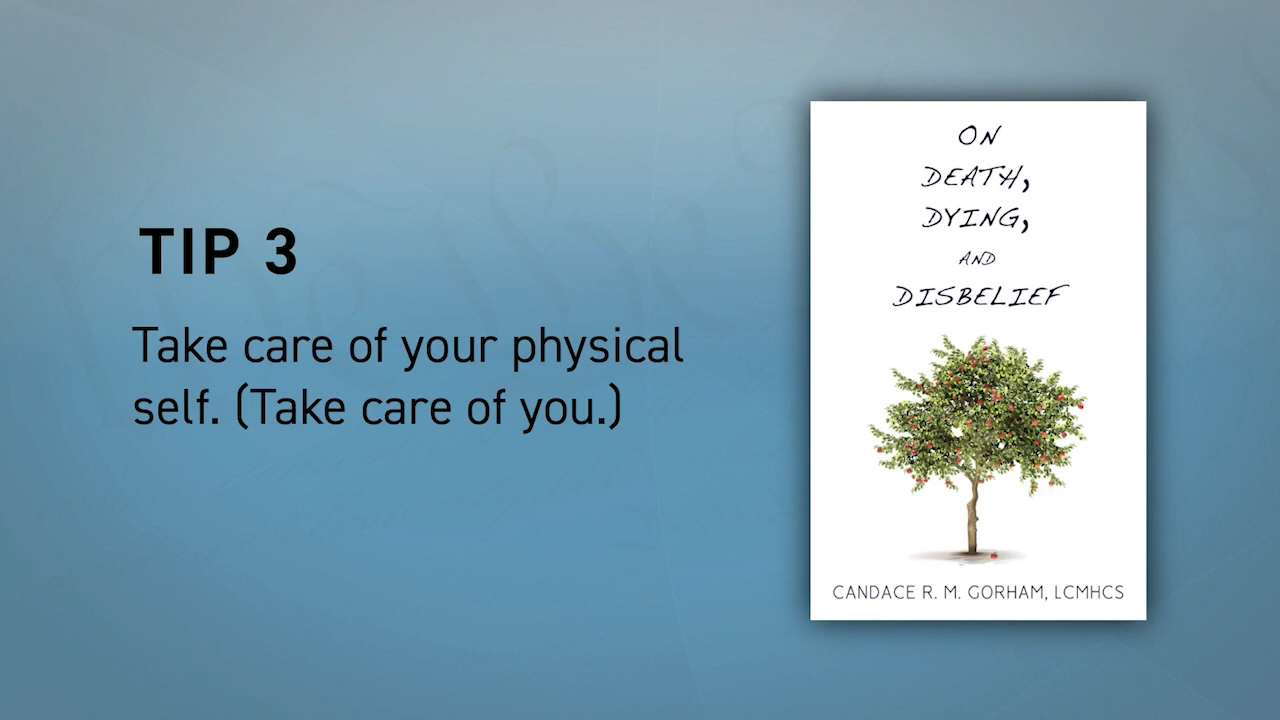 TIP 3
Take care of your physical
self. (Take care of you.)
ON
DEATH,
DYING,
AND
DISBELIEF
CANDACE R. M. GORHAM, LCMHCS